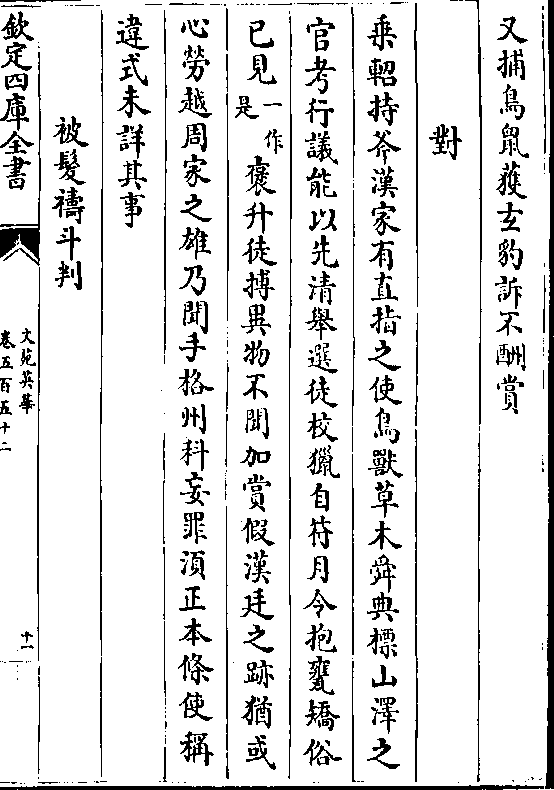 又捕鳥鼠獲玄豹訴不酬賞
對
乗軺持斧漢家有直指之使鳥獸草木舜典標山澤之
官考行議能以先清舉選徒校獵自符月令抱甕矯俗
已見一作是褒升徒搏異物不聞加賞假漢廷之跡猶或
心勞越周家之雄乃聞手格州科妄罪湏正本條使稱
違式未詳其事
被髮禱斗判
欽定四庫全書
文苑英華
卷五百五十二
十一